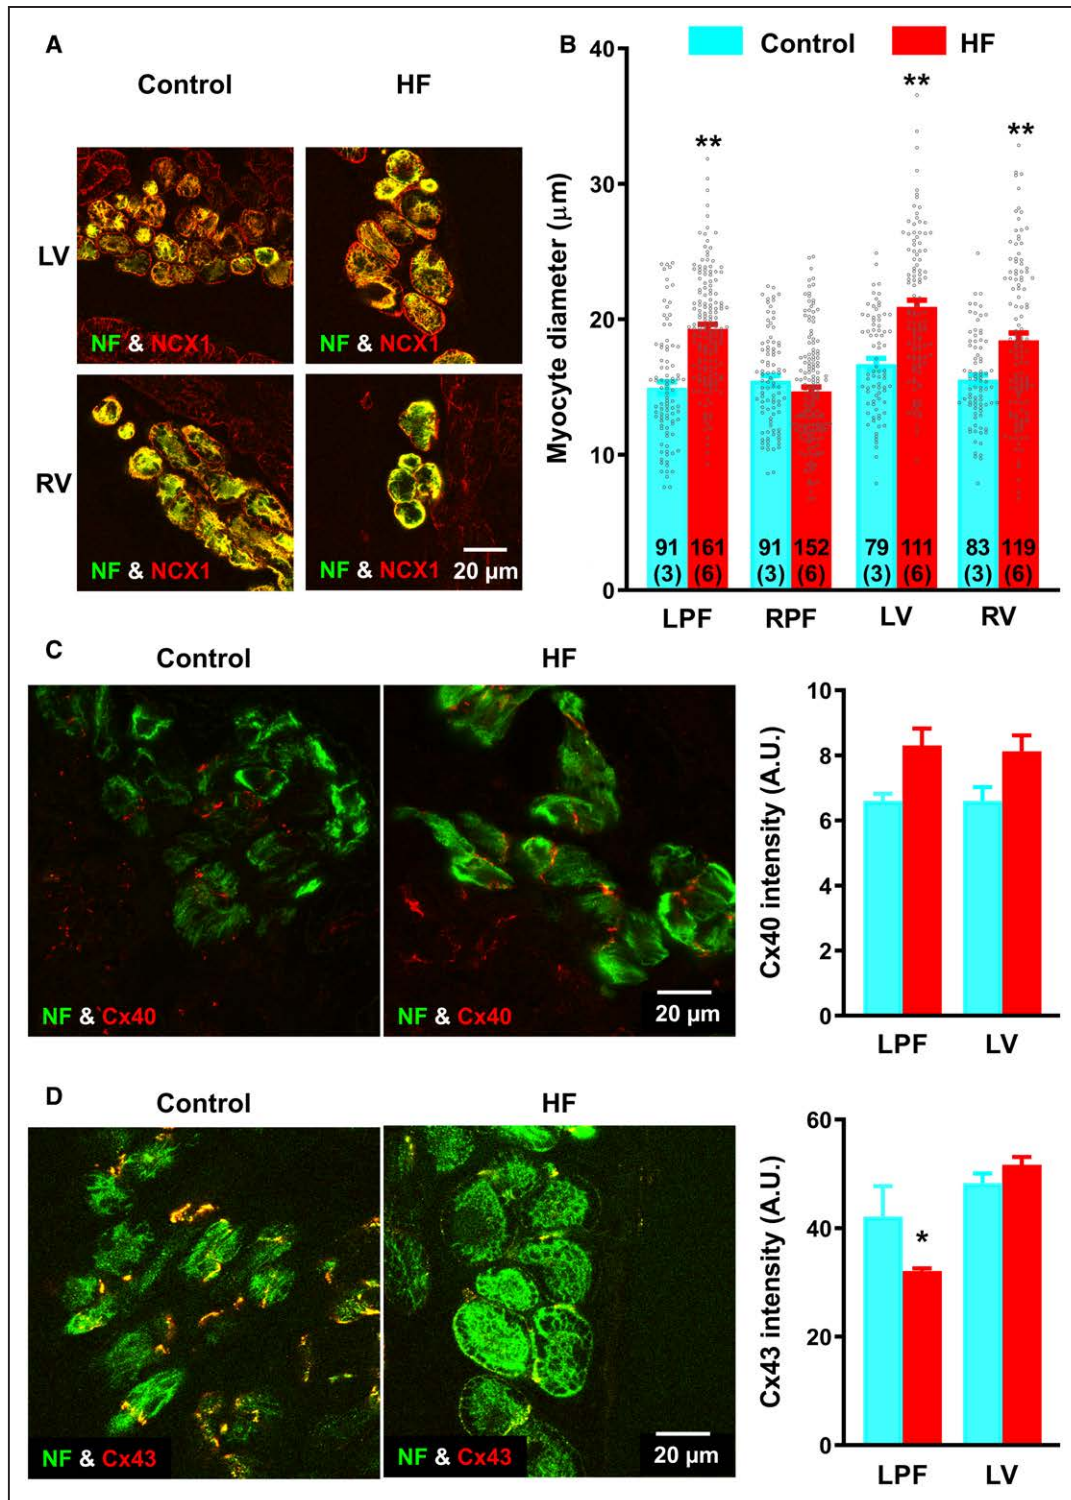 A
Control HF
LV
NF & NCX1 NF & NCX1
RV
NF & NCX1 NF & NCX1
20 µm
B
Control HF
Myocyte diameter (µm)
40
30
20
10
0
** ** **
91 161 91 152 79 111 83 119
(3) (6) (3) (6) (3) (6) (3) (6)
LPF RPF LV RV
C
Control HF
NF & Cx40 NF & Cx40
20 µm
Cx40 intensity (A.U.)
10
8
6
4
2
0
LPF LV
D
Control HF
NF & Cx43 NF & Cx43
20 µm
Cx43 intensity (A.U.)
60
40
20
0
*
LPF LV